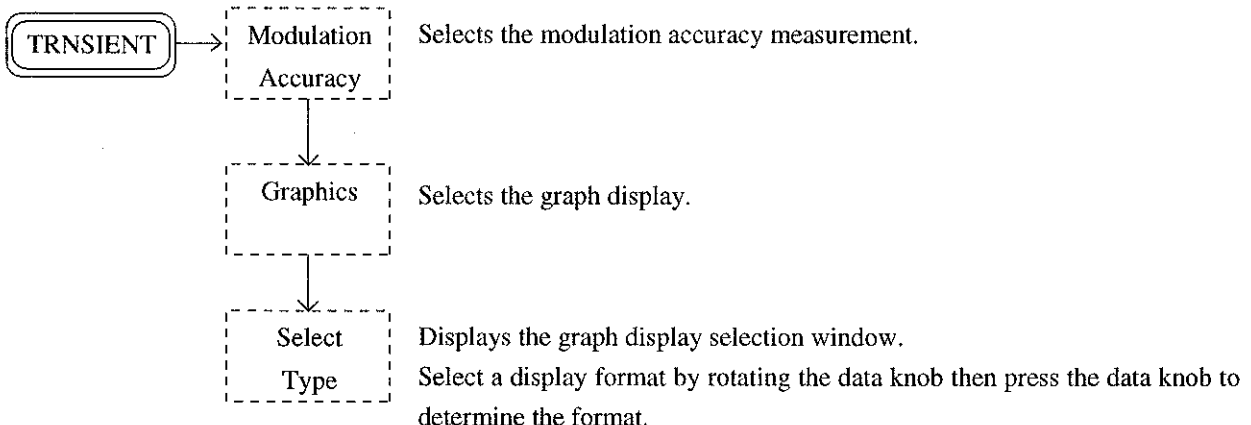 TRNSIENT
Modulation
Accuracy
Selects the modulation accuracy measurement.
Graphics
Selects the graph display.
Select
Type
Displays the graph display selection window.
Select a display format by rotating the data knob then press the data knob to
determine the format.